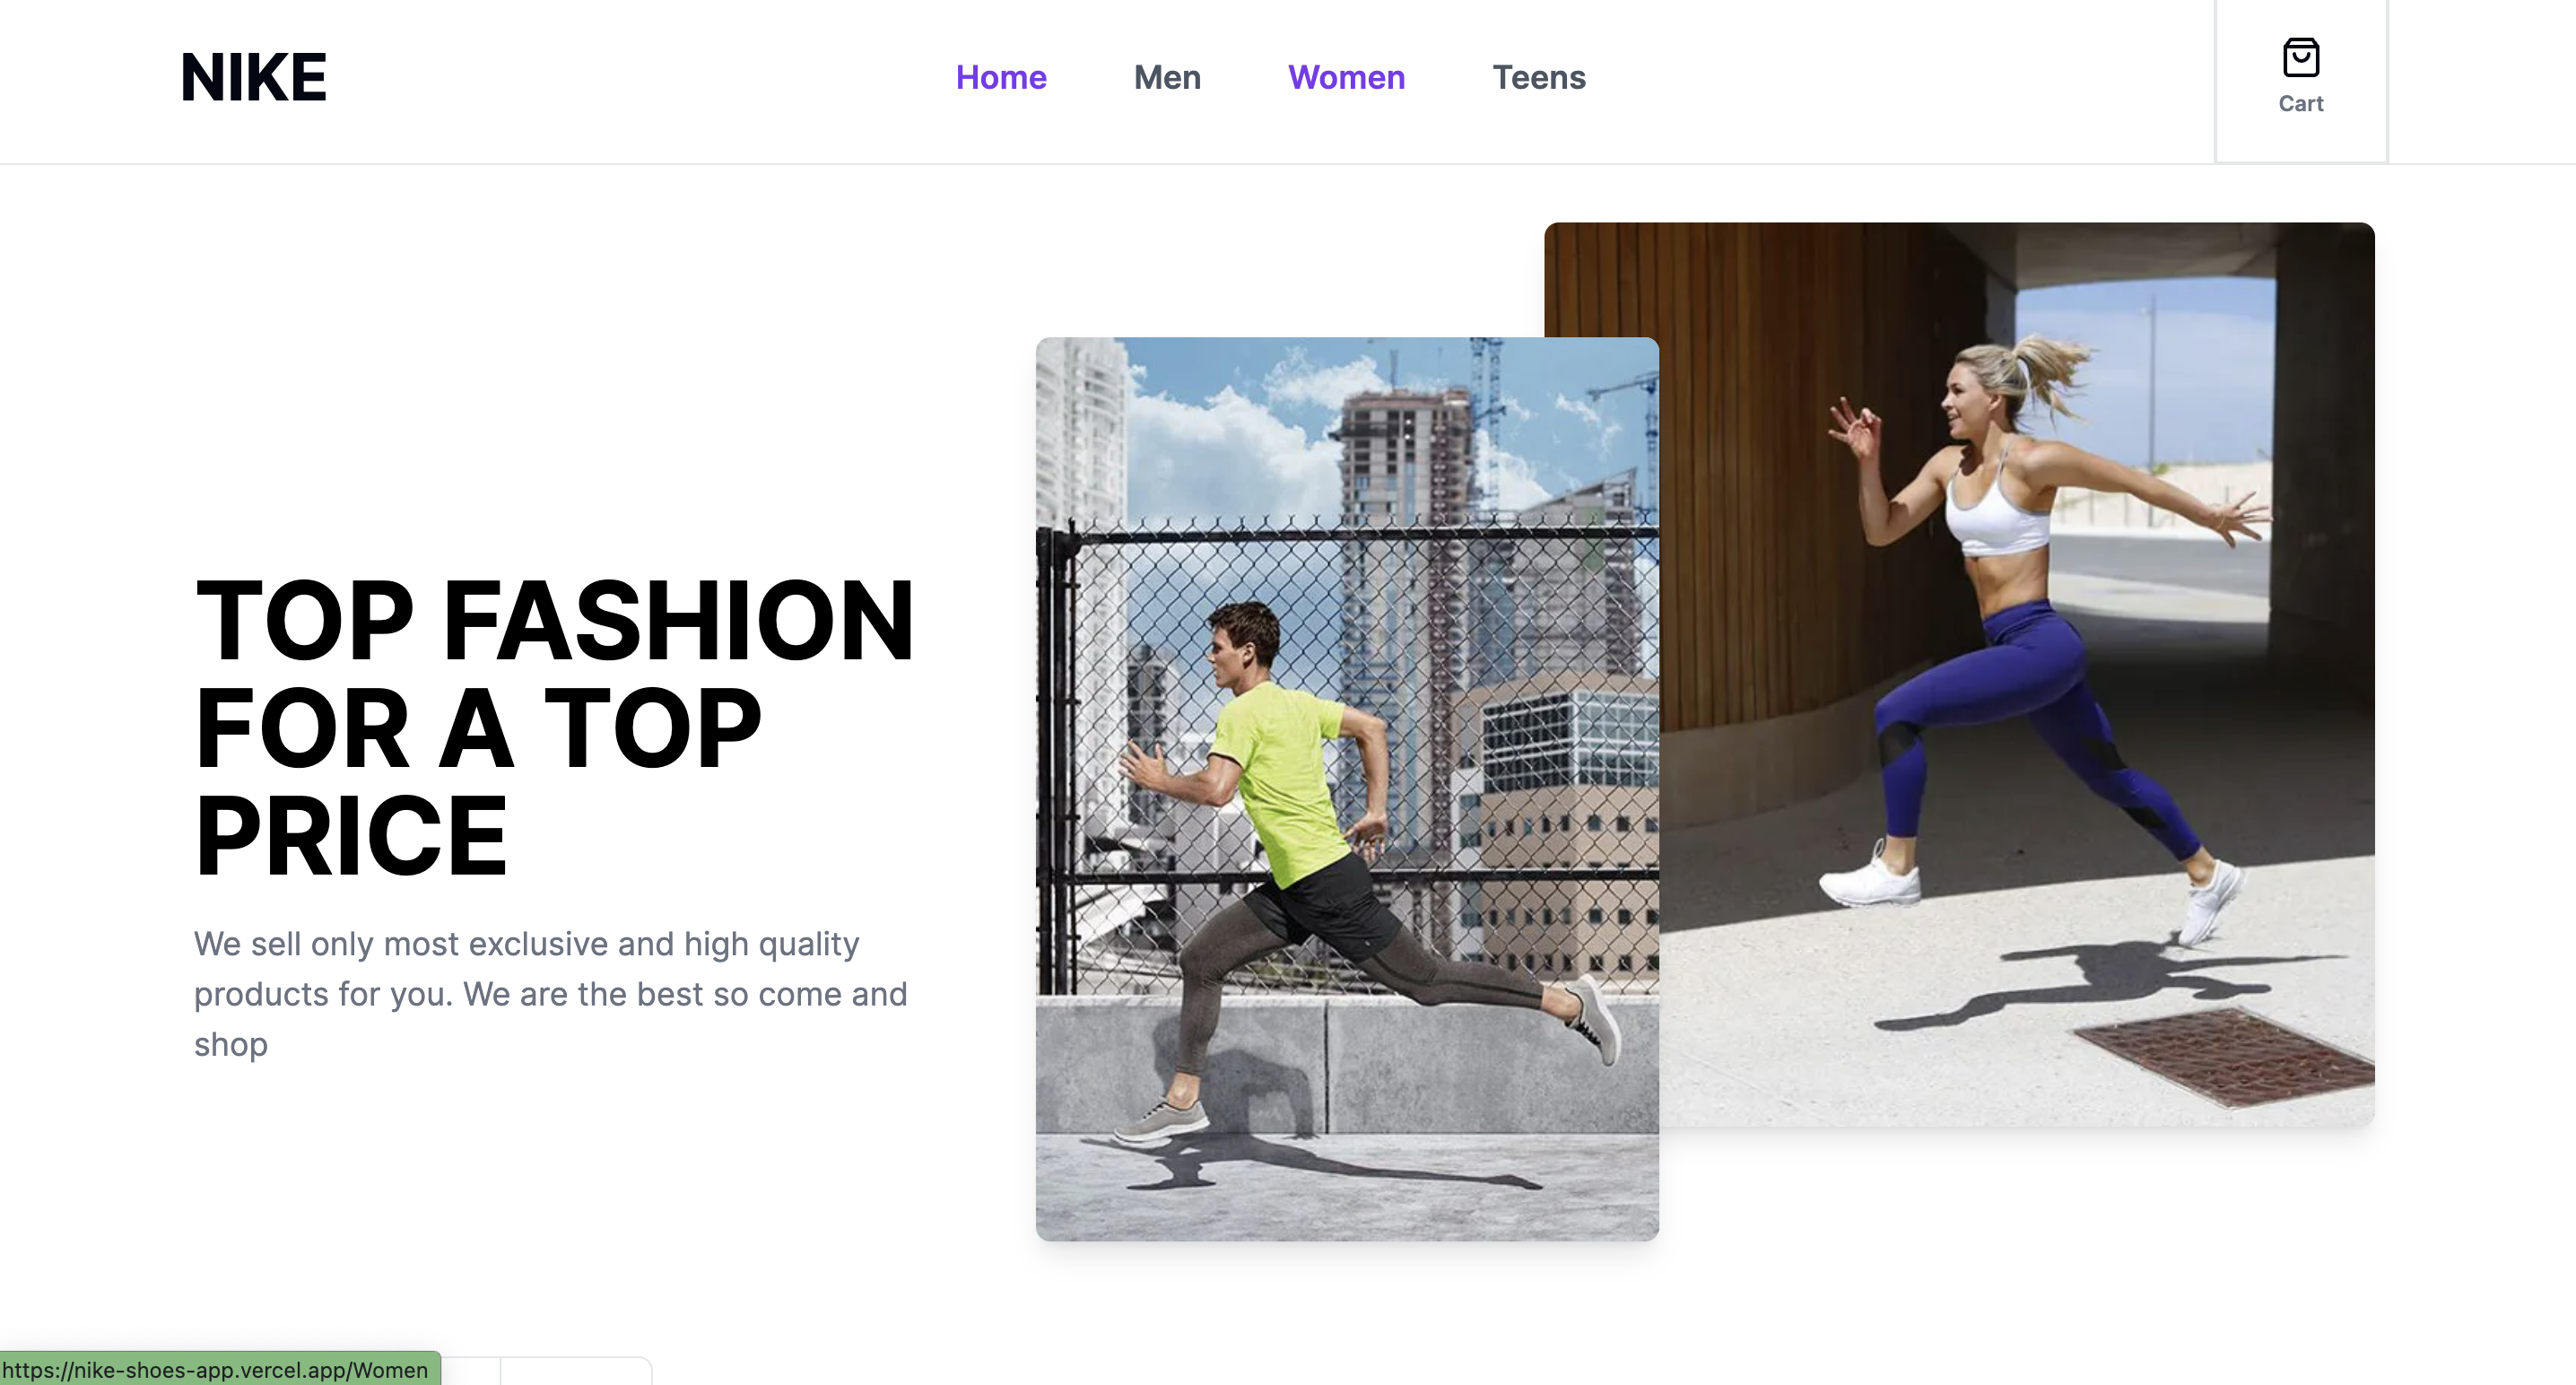 NIKE
Home Men Women Teens
Cart
TOP FASHION
FOR A TOP
PRICE
We sell only most exclusive and high quality
products for you. We are the best so come and
shop
https://nike-shoes-app.vercel.app/Women